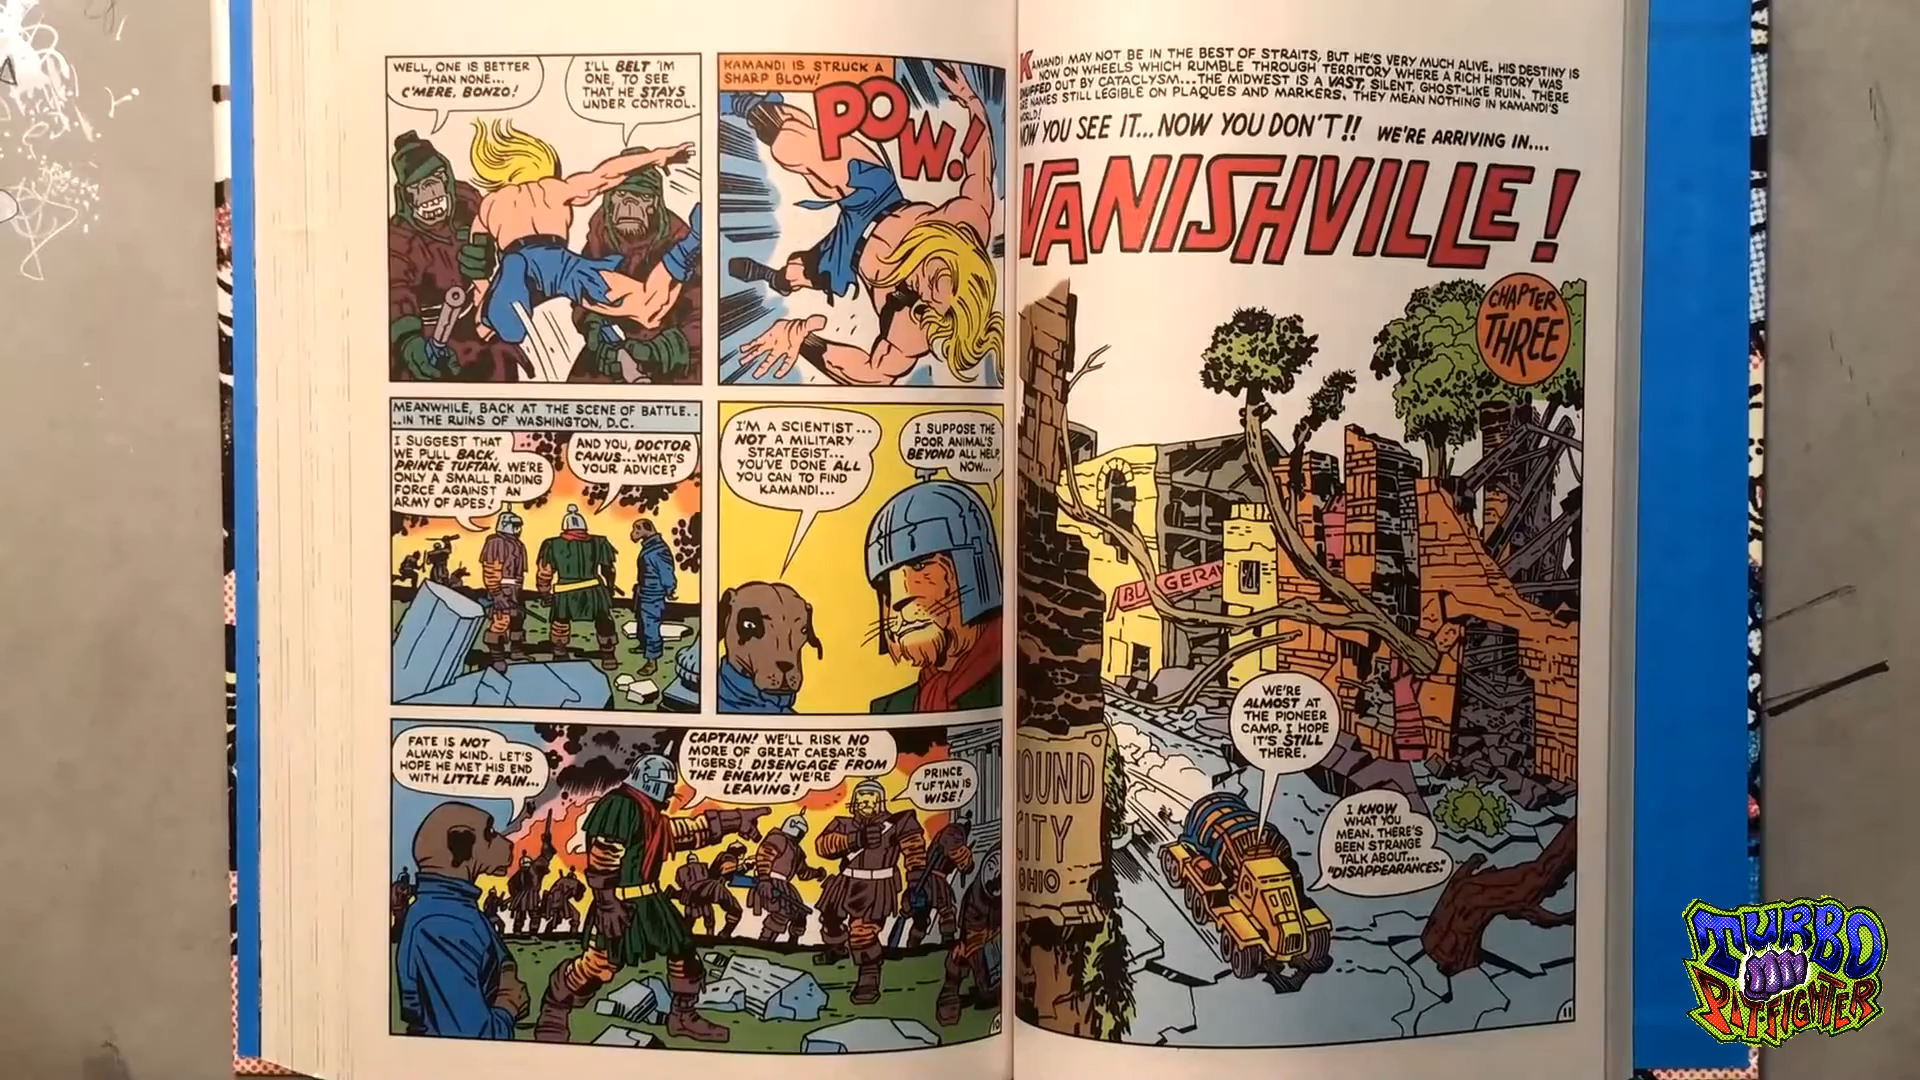 WELL, ONE IS BETTER
THAN NONE...
C'MERE, BONZO!
I'LL BELT 'IM
ONE, TO SEE
THAT HE STAYS
UNDER CONTROL.
KAMANDI IS STRUCK A
SHARP BLOW!
POW!
MEANWHILE, BACK AT THE SCENE OF BATTLE..
..IN THE RUINS OF WASHINGTON, D.C.
I SUGGEST THAT
WE PULL BACK,
PRINCE TUFTAN. WE'RE
ONLY A SMALL RAIDING
FORCE AGAINST AN
ARMY OF APES!
AND YOU, DOCTOR
CANUS...WHAT'S
YOUR ADVICE?
I'M A SCIENTIST...
NOT A MILITARY
STRATEGIST...
YOU'VE DONE ALL
YOU CAN TO FIND
KAMANDI...
I SUPPOSE THE
POOR ANIMAL'S
BEYOND ALL HELP,
NOW...
FATE IS NOT
ALWAYS KIND. LET'S
HOPE HE MET HIS END
WITH LITTLE PAIN...
CAPTAIN! WE'LL RISK NO
MORE OF GREAT CAESAR'S
TIGERS! DISENGAGE FROM
THE ENEMY! WE'RE
LEAVING!
PRINCE
TUFTAN IS
WISE!
10
KAMANDI MAY NOT BE IN THE BEST OF STRAITS, BUT HE'S VERY MUCH ALIVE. HIS DESTINY IS
NOW ON WHEELS WHICH RUMBLE THROUGH TERRITORY WHERE A RICH HISTORY WAS
SNUFFED OUT BY CATACLYSM...THE MIDWEST IS A VAST, SILENT, GHOST-LIKE RUIN. THERE
ARE NAMES STILL LEGIBLE ON PLAQUES AND MARKERS. THEY MEAN NOTHING IN KAMANDI'S
WORLD!
NOW YOU SEE IT...NOW YOU DON'T!! WE'RE ARRIVING IN....
VANISHVILLE!
CHAPTER
THREE
BU GERA
WE'RE
ALMOST AT
THE PIONEER
CAMP. I HOPE
IT'S STILL
THERE.
I KNOW
WHAT YOU
MEAN. THERE'S
BEEN STRANGE
TALK ABOUT...
"DISAPPEARANCES."
OUND
CITY
OHIO
11
TURBO
PITFIGHTER